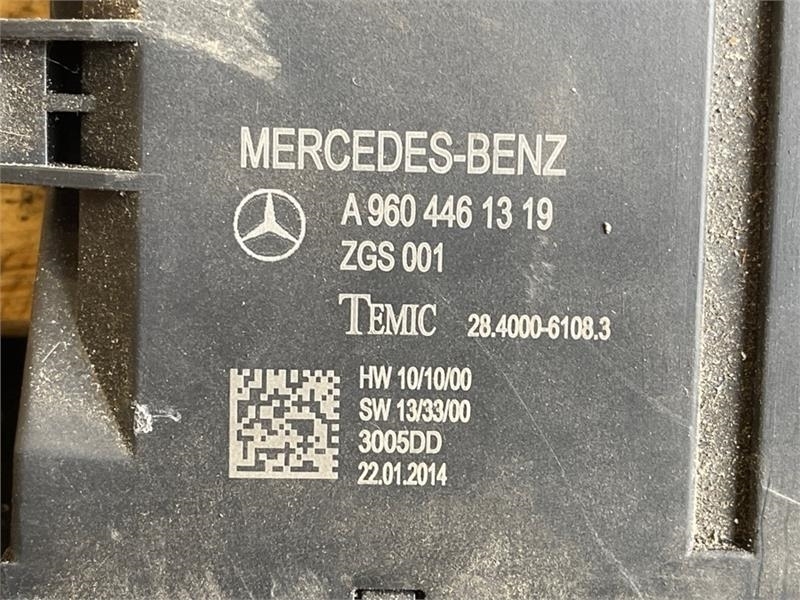 MERCEDES-BENZ
A 960 446 13 19
ZGS 001
TEMIC 28.4000-6108.3
HW 10/10/00
SW 13/33/00
3005DD
22.01.2014